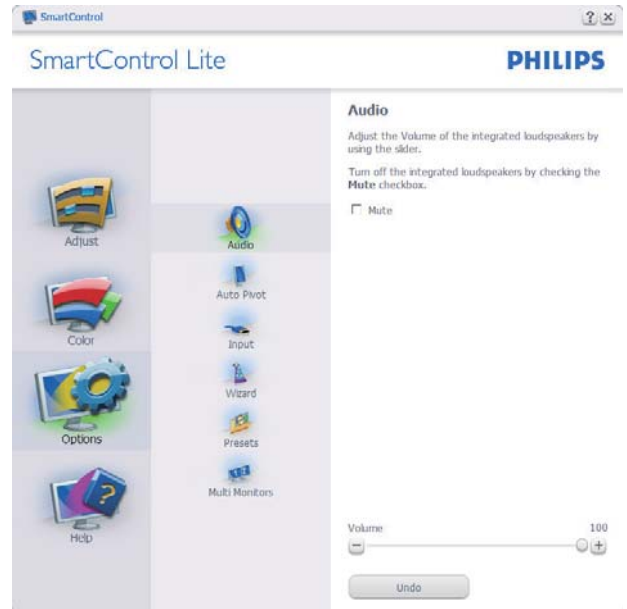 SmartControl
SmartControl Lite
PHILIPS
Adjust
Color
Options
Help
Audio
Auto Pivot
Input
Wizard
Presets
Multi Monitors
Audio
Adjust the Volume of the integrated loudspeakers by
using the slider.
Turn off the integrated loudspeakers by checking the
Mute checkbox.
Mute
Volume 100
Undo